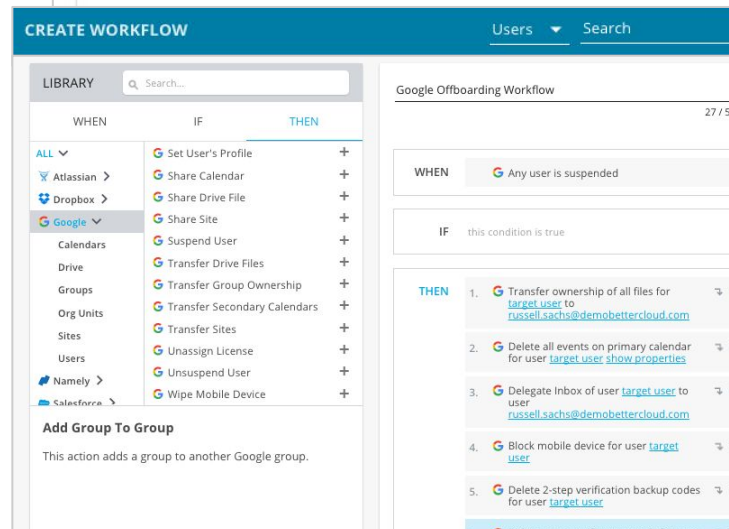 CREATE WORKFLOW
Users
Search
LIBRARY
Search...
WHEN
IF
THEN
ALL
Atlassian
Dropbox
Google
Calendars
Drive
Groups
Org Units
Sites
Users
Namely
Salesforce
Set User's Profile
Share Calendar
Share Drive File
Share Site
Suspend User
Transfer Drive Files
Transfer Group Ownership
Transfer Secondary Calendars
Transfer Sites
Unassign License
Unsuspend User
Wipe Mobile Device
Add Group To Group
This action adds a group to another Google group.
Google Offboarding Workflow
27 / 5
WHEN
Any user is suspended
IF
this condition is true
THEN
1. Transfer ownership of all files for
target user to
russell.sachs@demobettercloud.com
2. Delete all events on primary calendar
for user target user show properties
3. Delegate Inbox of user target user to
user
russell.sachs@demobettercloud.com
4. Block mobile device for user target
user
5. Delete 2-step verification backup codes
for user target user